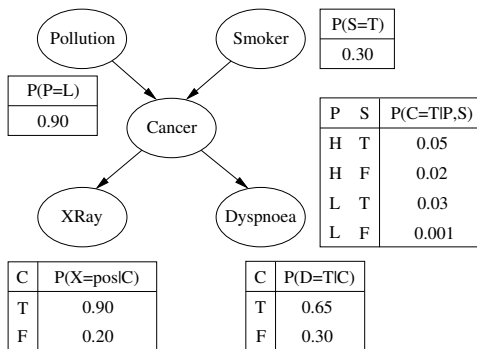 Pollution
Smoker
P(S=T)
0.30
P(P=L)
0.90
Cancer
P S P(C=T|P,S)
H T 0.05
H F 0.02
L T 0.03
L F 0.001
XRay
Dyspnoea
C P(X=pos|C)
T 0.90
F 0.20
C P(D=T|C)
T 0.65
F 0.30